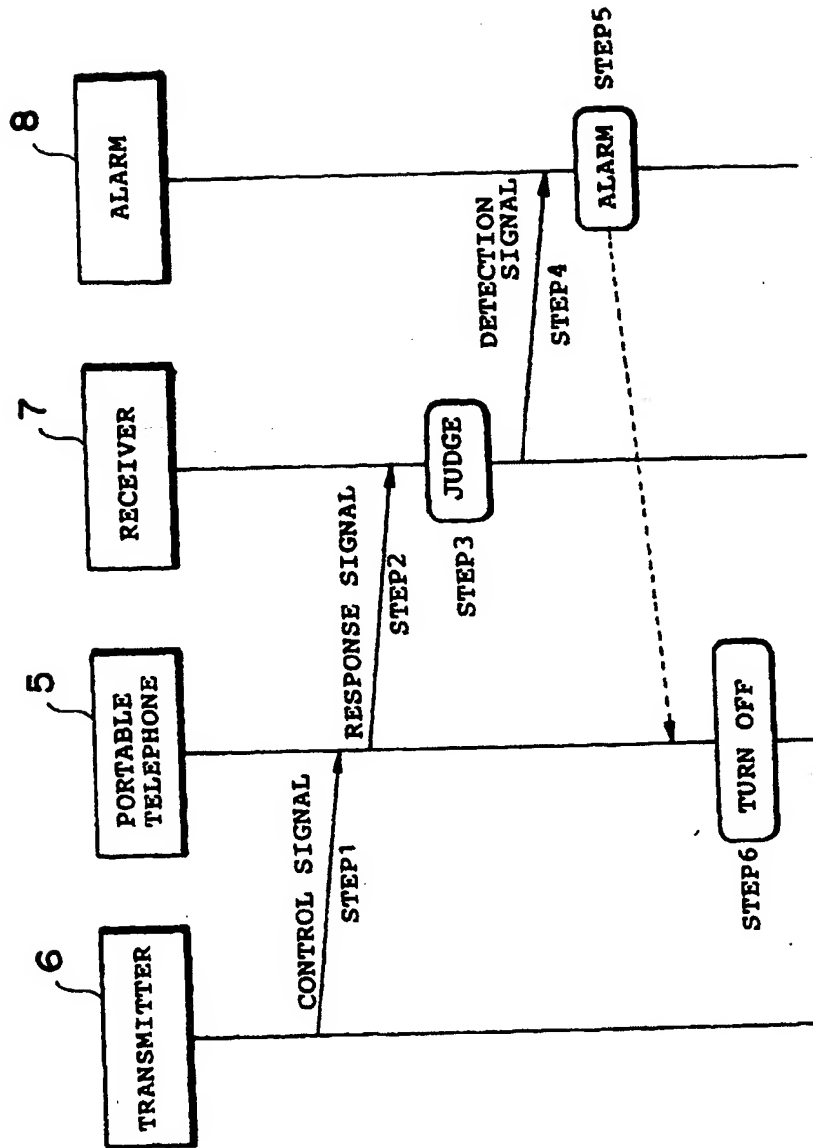 6
TRANSMITTER
5
PORTABLE
TELEPHONE
7
RECEIVER
8
ALARM
CONTROL SIGNAL
STEP1
RESPONSE SIGNAL
STEP2
STEP3
JUDGE
DETECTION
SIGNAL
STEP4
ALARM
STEP5
STEP6
TURN OFF